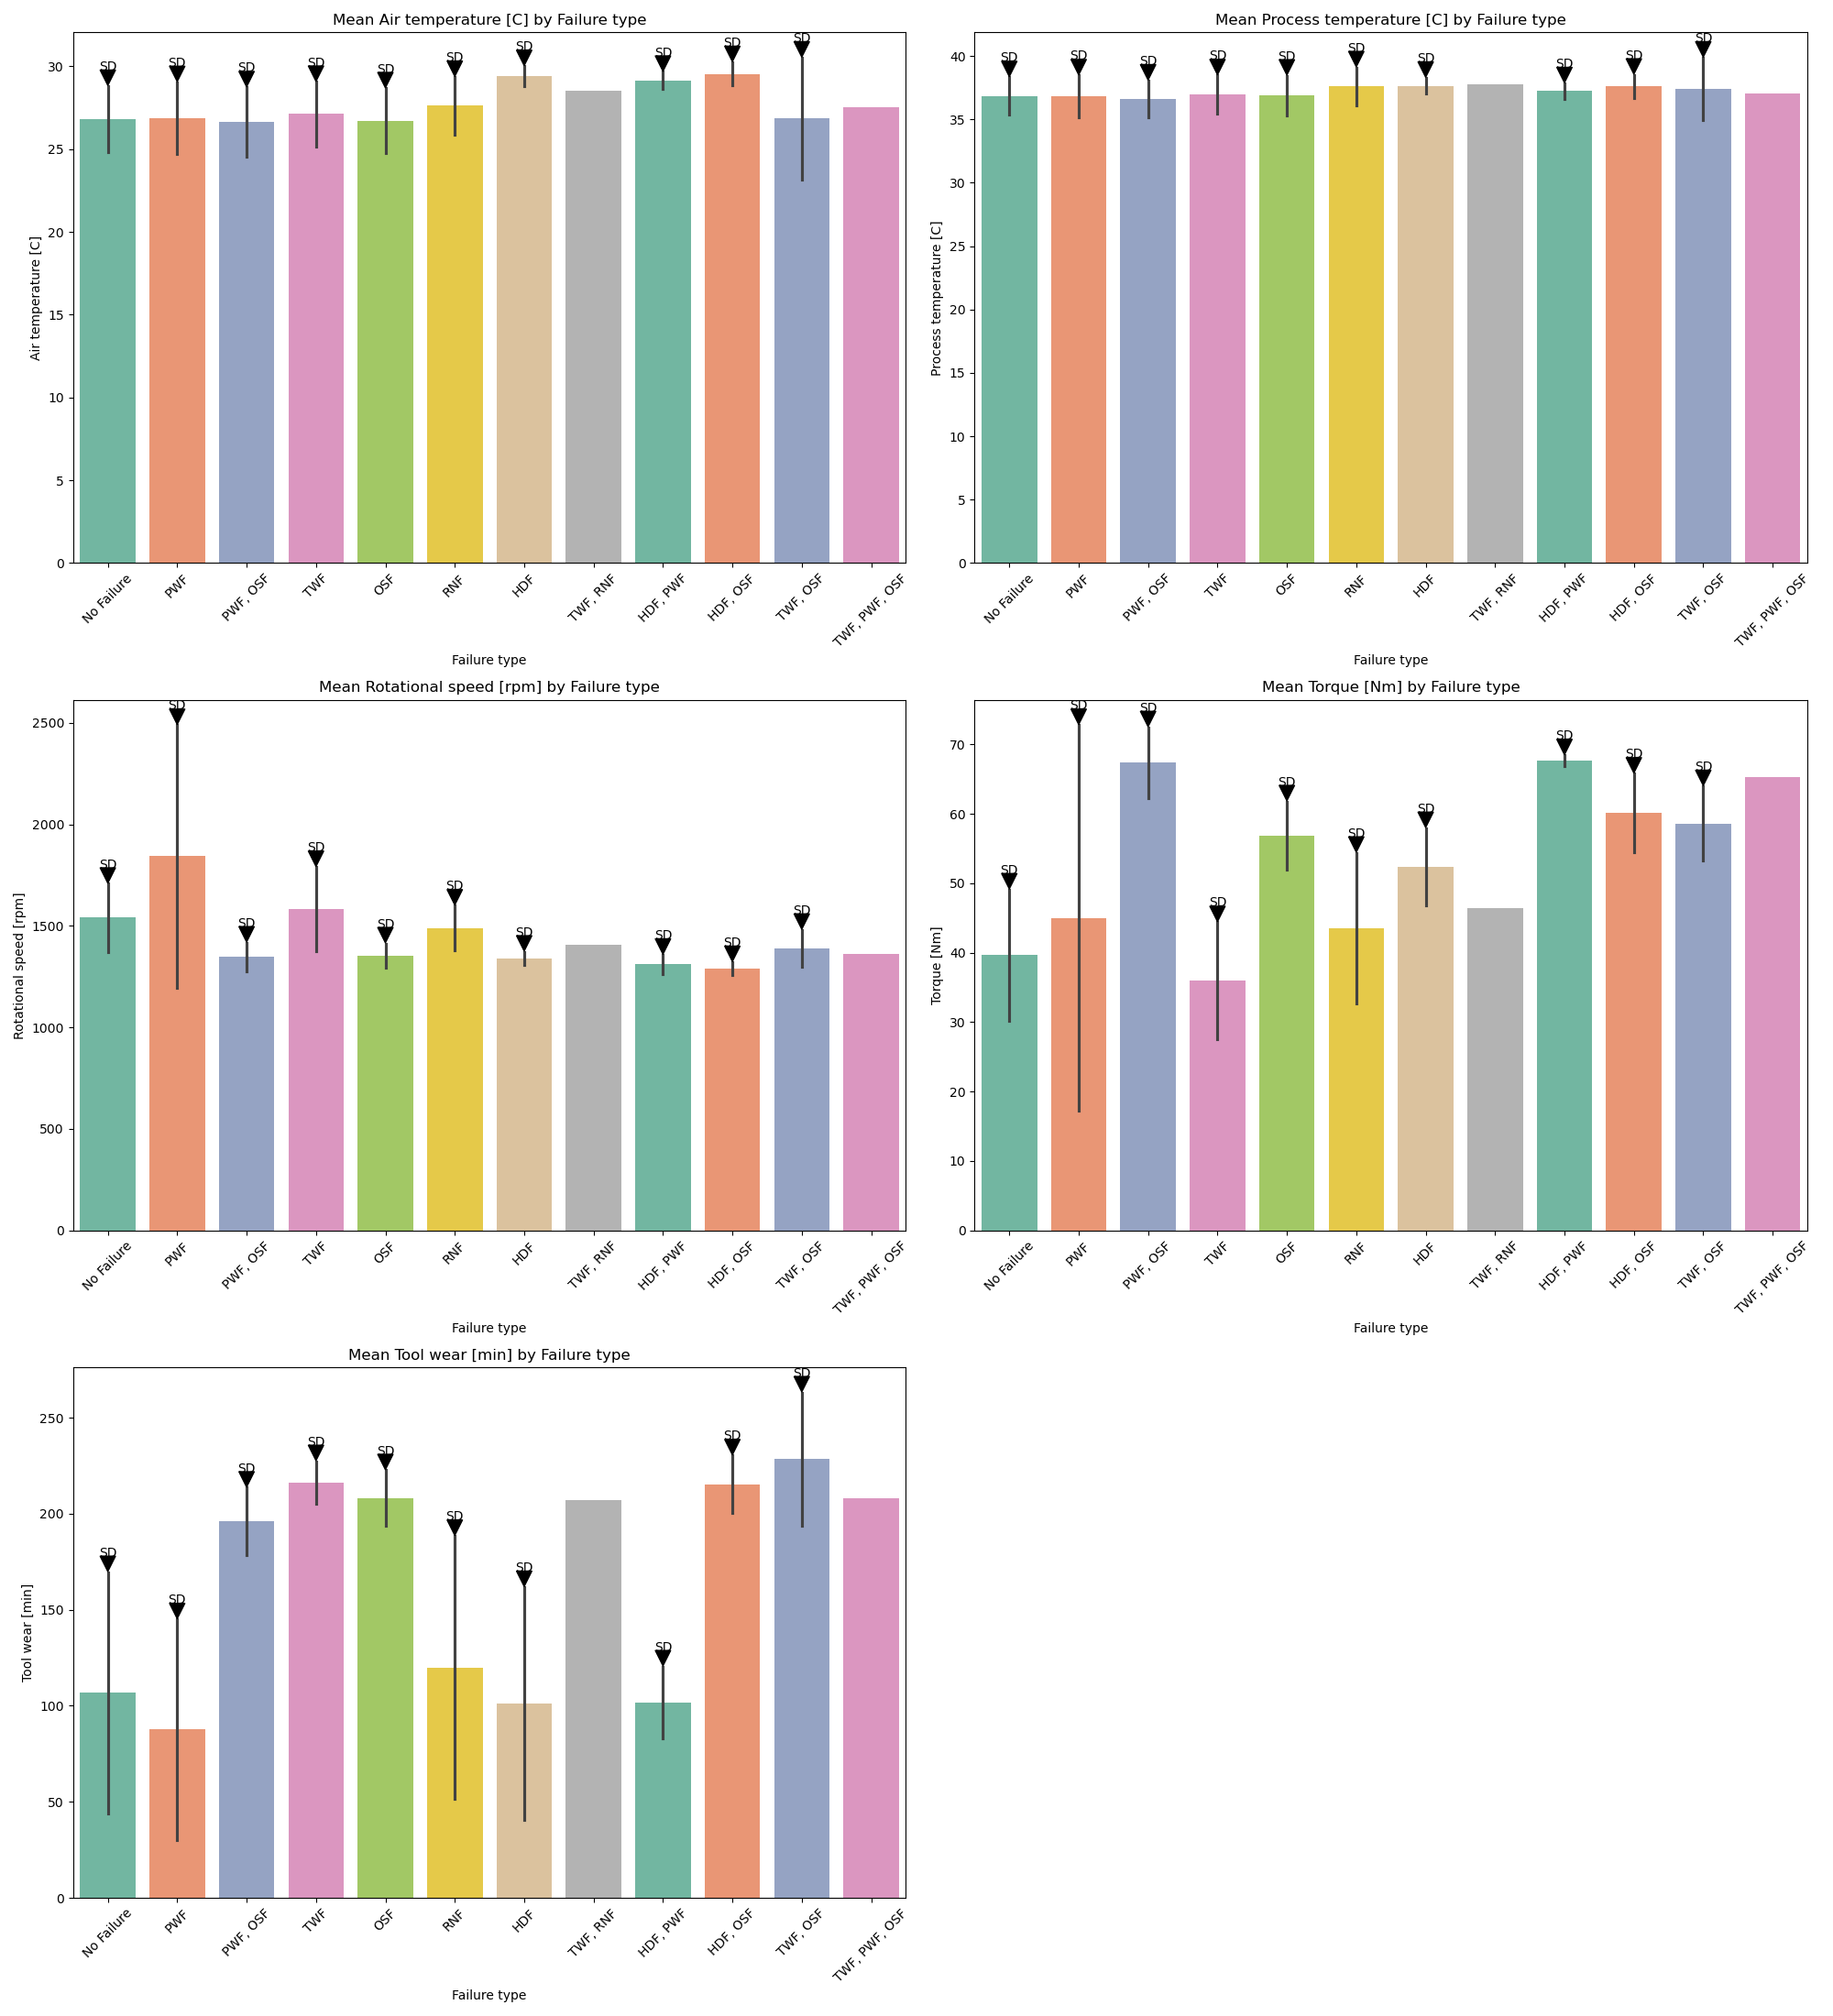 Mean Air temperature [C] by Failure type
Air temperature [C]
30
25
20
15
10
5
0
SD SD SD SD SD SD SD SD SD SD
No Failure PWF PWF, OSF TWF OSF RNF HDF TWF, RNF HDF, PWF HDF, OSF TWF, OSF TWF, PWF, OSF
Failure type
Mean Process temperature [C] by Failure type
Process temperature [C]
40
35
30
25
20
15
10
5
0
SD SD SD SD SD SD SD SD SD SD
No Failure PWF PWF, OSF TWF OSF RNF HDF TWF, RNF HDF, PWF HDF, OSF TWF, OSF TWF, PWF, OSF
Failure type
Mean Rotational speed [rpm] by Failure type
Rotational speed [rpm]
2500
2000
1500
1000
500
0
SD SD SD SD SD SD SD SD SD SD
No Failure PWF PWF, OSF TWF OSF RNF HDF TWF, RNF HDF, PWF HDF, OSF TWF, OSF TWF, PWF, OSF
Failure type
Mean Torque [Nm] by Failure type
Torque [Nm]
70
60
50
40
30
20
10
0
SD SD SD SD SD SD SD SD SD SD
No Failure PWF PWF, OSF TWF OSF RNF HDF TWF, RNF HDF, PWF HDF, OSF TWF, OSF TWF, PWF, OSF
Failure type
Mean Tool wear [min] by Failure type
Tool wear [min]
250
200
150
100
50
0
SD SD SD SD SD SD SD SD SD SD
No Failure PWF PWF, OSF TWF OSF RNF HDF TWF, RNF HDF, PWF HDF, OSF TWF, OSF TWF, PWF, OSF
Failure type